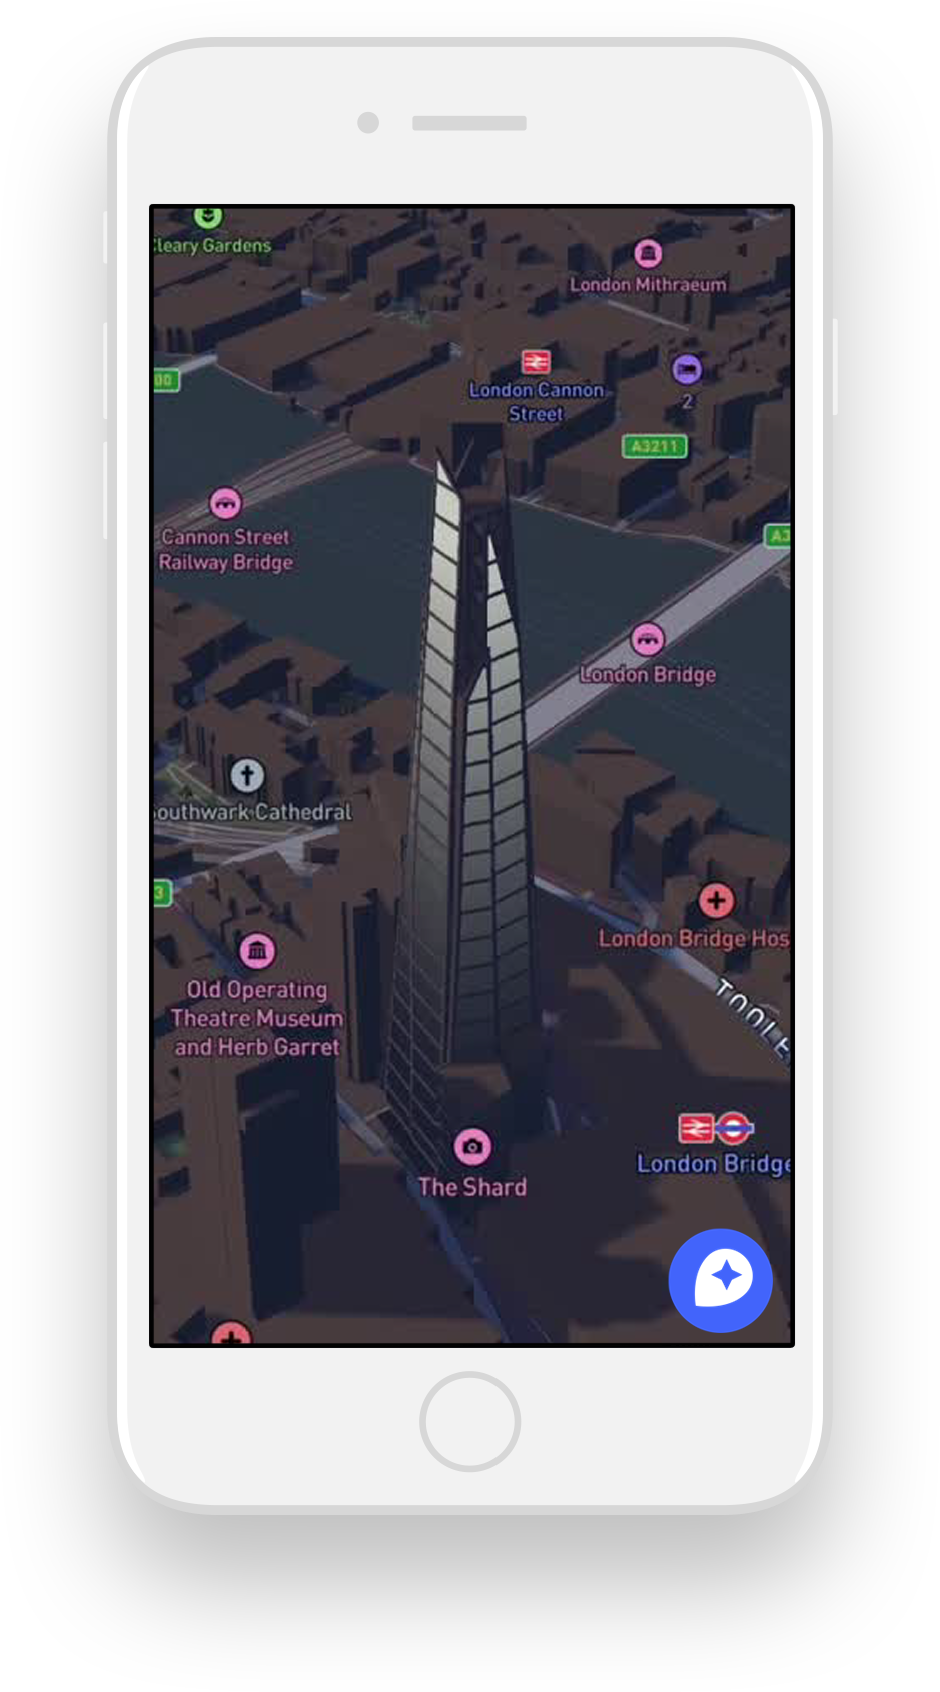 Cleary Gardens
London Mithraeum
London Cannon
Street
2
00
A3211
Cannon Street
Railway Bridge
A3
London Bridge
outhwark Cathedral
3
London Bridge Hos
Old Operating
Theatre Museum
and Herb Garret
TOOLE
London Bridge
The Shard